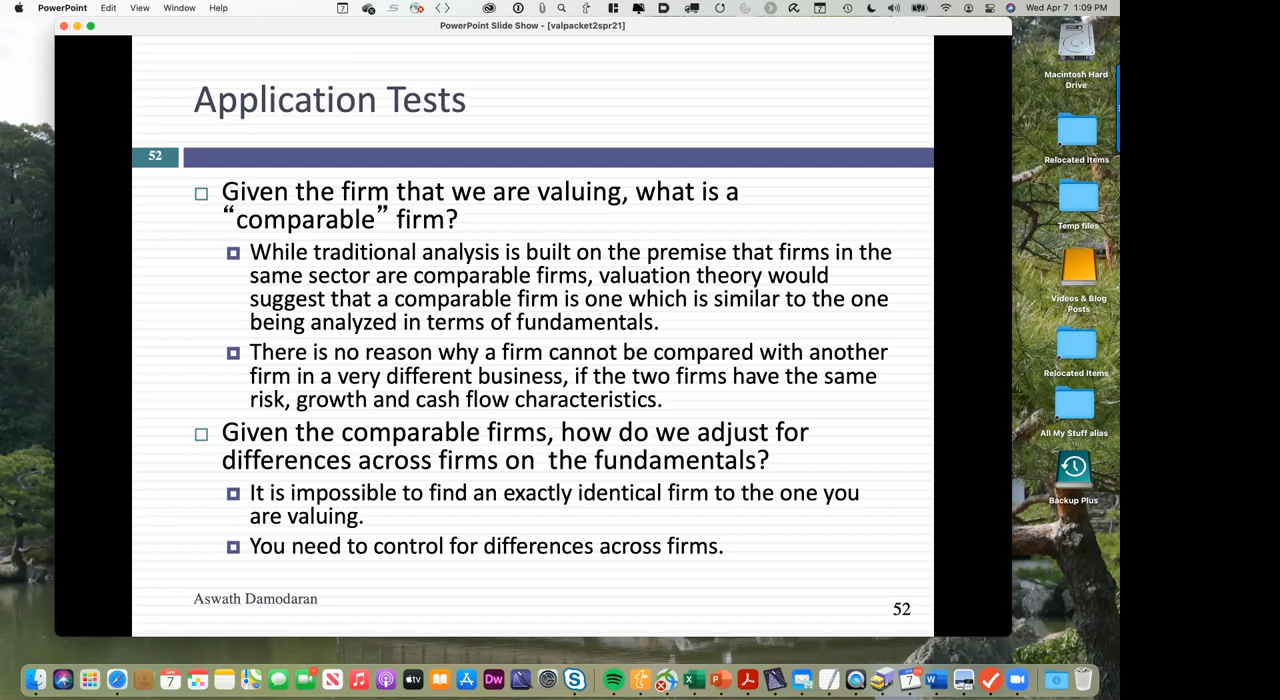 PowerPoint Edit View Window Help
Wed Apr 7 1:09 PM
PowerPoint Slide Show - [valpacket2spr21]
Application Tests
52
Given the firm that we are valuing, what is a
“comparable” firm?
While traditional analysis is built on the premise that firms in the
same sector are comparable firms, valuation theory would
suggest that a comparable firm is one which is similar to the one
being analyzed in terms of fundamentals.
There is no reason why a firm cannot be compared with another
firm in a very different business, if the two firms have the same
risk, growth and cash flow characteristics.
Given the comparable firms, how do we adjust for
differences across firms on the fundamentals?
It is impossible to find an exactly identical firm to the one you
are valuing.
You need to control for differences across firms.
Aswath Damodaran
52
Macintosh Hard
Drive
Relocated Items
Temp files
Videos & Blog
Posts
Relocated Items
All My Stuff alias
Backup Plus
tv
Dw